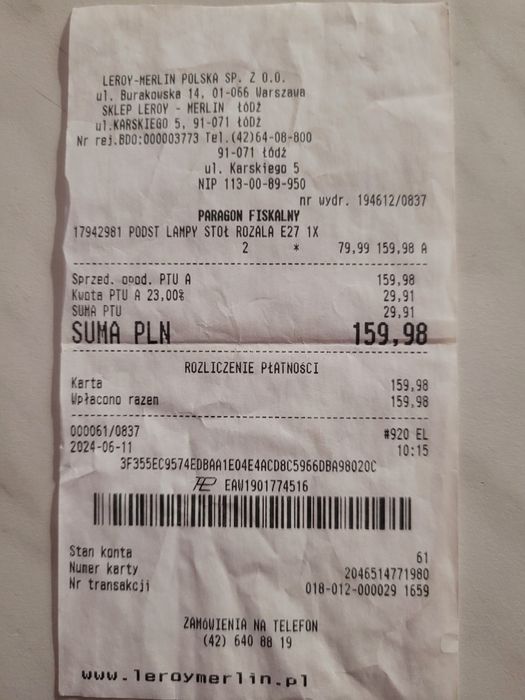 LEROY-MERLIN POLSKA SP. Z O.O.
ul. Burakowska 14, 01-066 Warszawa
SKLEP LEROY - MERLIN ŁÓDŹ
ul.KARSKIEGO 5, 91-071 ŁÓDŹ
Nr rej.BDO:000003773 Tel.(42)64-08-800
91-071 Łódź
ul. Karskiego 5
NIP 113-00-89-950
nr wydr. 194612/0837
PARAGON FISKALNY
17942981 PODST LAMPY STOŁ ROZALA E27 1X
2 * 79,99 159,98 A
Sprzed. opod. PTU A 159,98
Kwota PTU A 23,00% 29,91
SUMA PTU 29,91
SUMA PLN 159,98
ROZLICZENIE PŁATNOŚCI
Karta 159,98
Wpłacono razem 159,98
000061/0837 #920 EL
2024-06-11 10:15
3F355EC9574EDBAA1E04E4ACD8C5966DBA98020C
EAW1901774516
Stan konta 61
Numer karty 2046514771980
Nr transakcji 018-012-000029 1659
ZAMÓWIENIA NA TELEFON
(42) 640 88 19
www.leroymerlin.pl